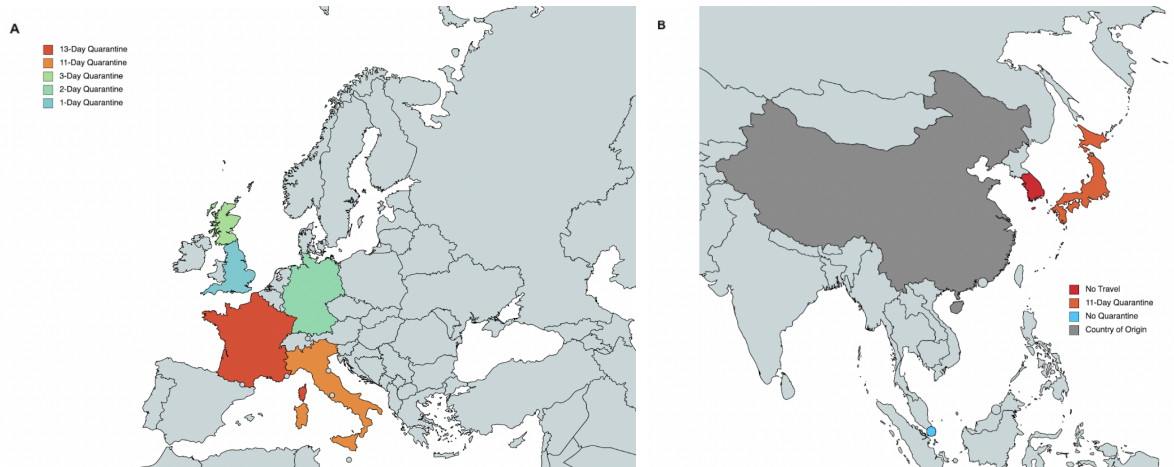 A
13-Day Quarantine
11-Day Quarantine
3-Day Quarantine
2-Day Quarantine
1-Day Quarantine
B
No Travel
11-Day Quarantine
No Quarantine
Country of Origin